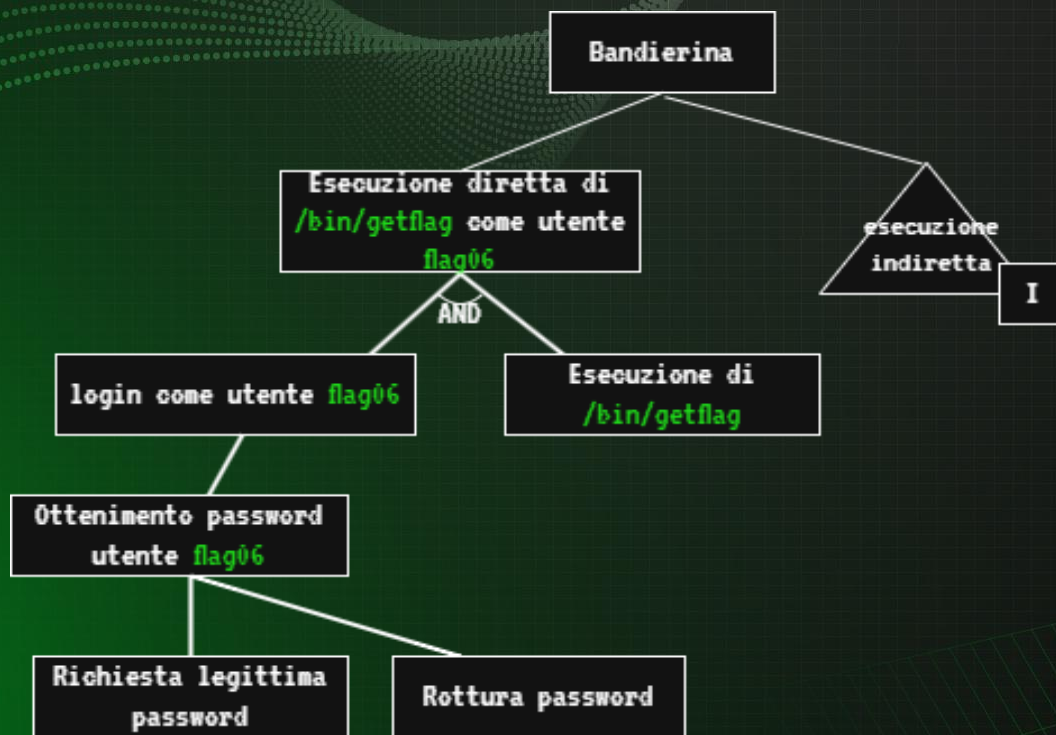 Bandierina
Esecuzione diretta di
/bin/getflag come utente
flag06
esecuzione
indiretta
I
AND
login come utente flag06
Esecuzione di
/bin/getflag
Ottenimento password
utente flag06
Richiesta legittima
password
Rottura password